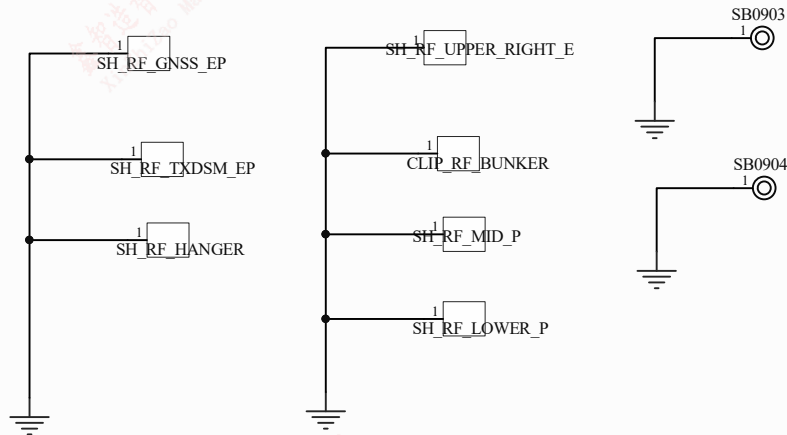 1
SH_RF_GNSS_EP
1
SH_RF_TXDSM_EP
1
SH_RF_HANGER
1
SH_RF_UPPER_RIGHT_E
1
CLIP_RF_BUNKER
1
SH_RF_MID_P
1
SH_RF_LOWER_P
SB0903
1
SB0904
1